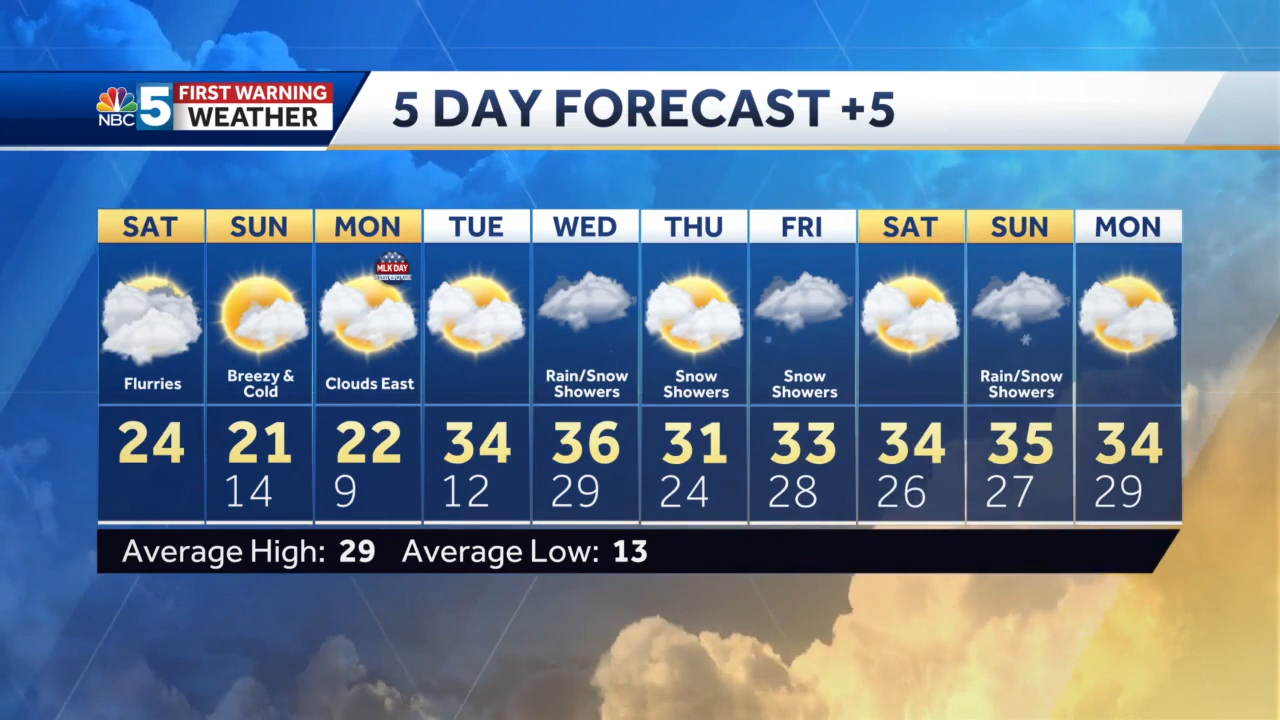 NBC 5 FIRST WARNING WEATHER
5 DAY FORECAST +5
SAT SUN MON TUE WED THU FRI SAT SUN MON
MLK DAY
Flurries
Breezy & Cold
Clouds East
Rain/Snow Showers
Snow Showers
Snow Showers
Rain/Snow Showers
24 21 22 34 36 31 33 34 35 34
14 9 12 29 24 28 26 27 29
Average High: 29 Average Low: 13